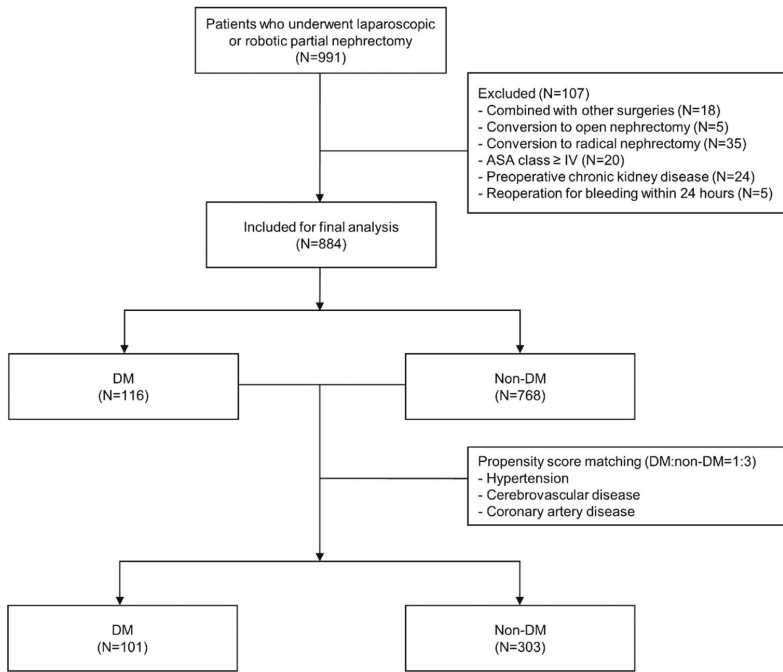 Patients who underwent laparoscopic
or robotic partial nephrectomy
(N=991)
Excluded (N=107)
- Combined with other surgeries (N=18)
- Conversion to open nephrectomy (N=5)
- Conversion to radical nephrectomy (N=35)
- ASA class ≥ IV (N=20)
- Preoperative chronic kidney disease (N=24)
- Reoperation for bleeding within 24 hours (N=5)
Included for final analysis
(N=884)
DM
(N=116)
Non-DM
(N=768)
Propensity score matching (DM:non-DM=1:3)
- Hypertension
- Cerebrovascular disease
- Coronary artery disease
DM
(N=101)
Non-DM
(N=303)